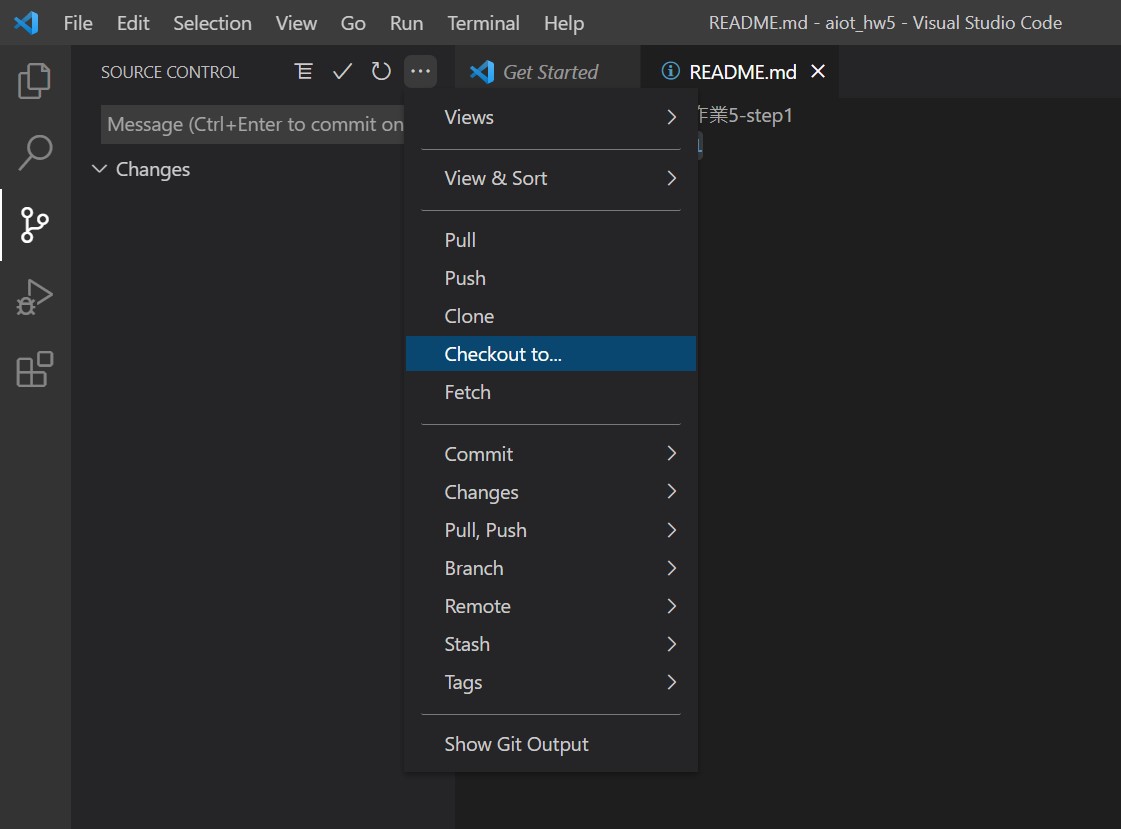 File Edit Selection View Go Run Terminal Help README.md - aiot_hw5 - Visual Studio Code
SOURCE CONTROL
Get Started
README.md
Message (Ctrl+Enter to commit on
作業5-step1
Changes
Views
View & Sort
Pull
Push
Clone
Checkout to...
Fetch
Commit
Changes
Pull, Push
Branch
Remote
Stash
Tags
Show Git Output